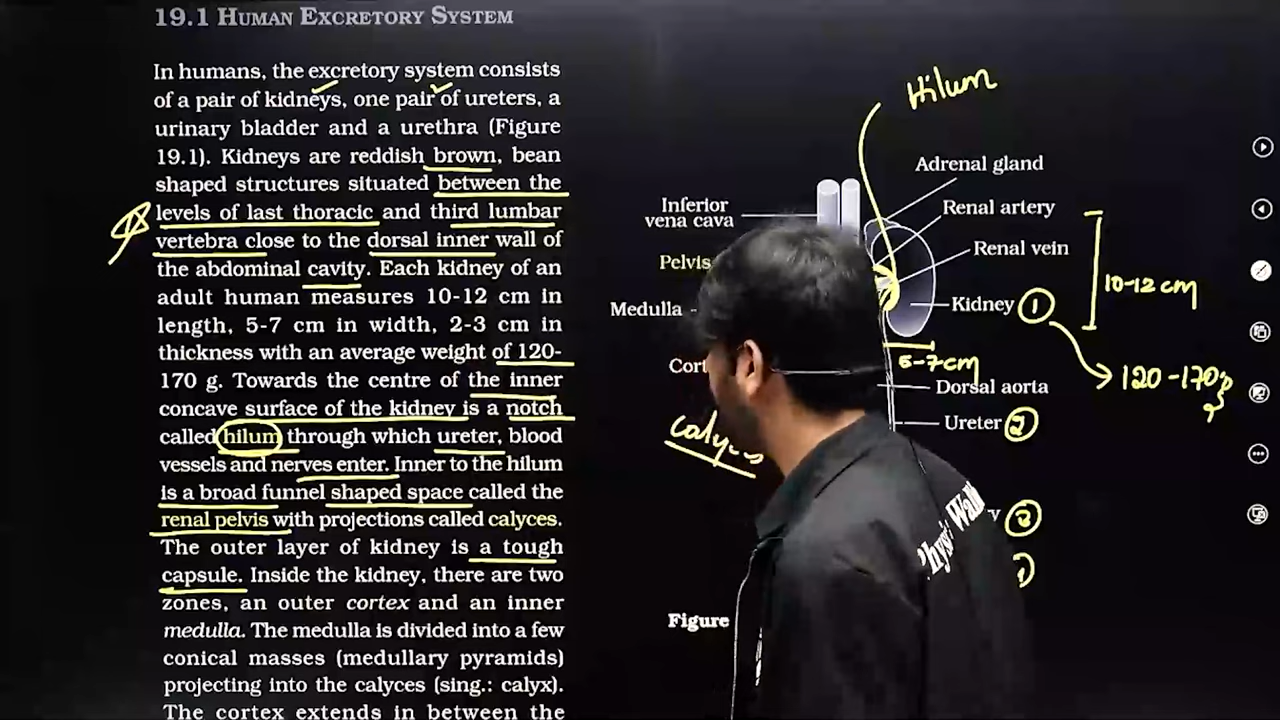 19.1 HUMAN EXCRETORY SYSTEM
In humans, the excretory system consists
of a pair of kidneys, one pair of ureters, a
urinary bladder and a urethra (Figure
19.1). Kidneys are reddish brown, bean
shaped structures situated between the
levels of last thoracic and third lumbar
vertebra close to the dorsal inner wall of
the abdominal cavity. Each kidney of an
adult human measures 10-12 cm in
length, 5-7 cm in width, 2-3 cm in
thickness with an average weight of 120-
170 g. Towards the centre of the inner
concave surface of the kidney is a notch
called hilum through which ureter, blood
vessels and nerves enter. Inner to the hilum
is a broad funnel shaped space called the
renal pelvis with projections called calyces.
The outer layer of kidney is a tough
capsule. Inside the kidney, there are two
zones, an outer cortex and an inner
medulla. The medulla is divided into a few
conical masses (medullary pyramids)
projecting into the calyces (sing.: calyx).
The cortex extends in between the
Hilum
Adrenal gland
Renal artery
Renal vein
Kidney 1
10-12 cm
120-170g
5-7cm
Dorsal aorta
Ureter 2
y
Inferior
vena cava
Pelvis
Medulla
Cort
calyces
Figure